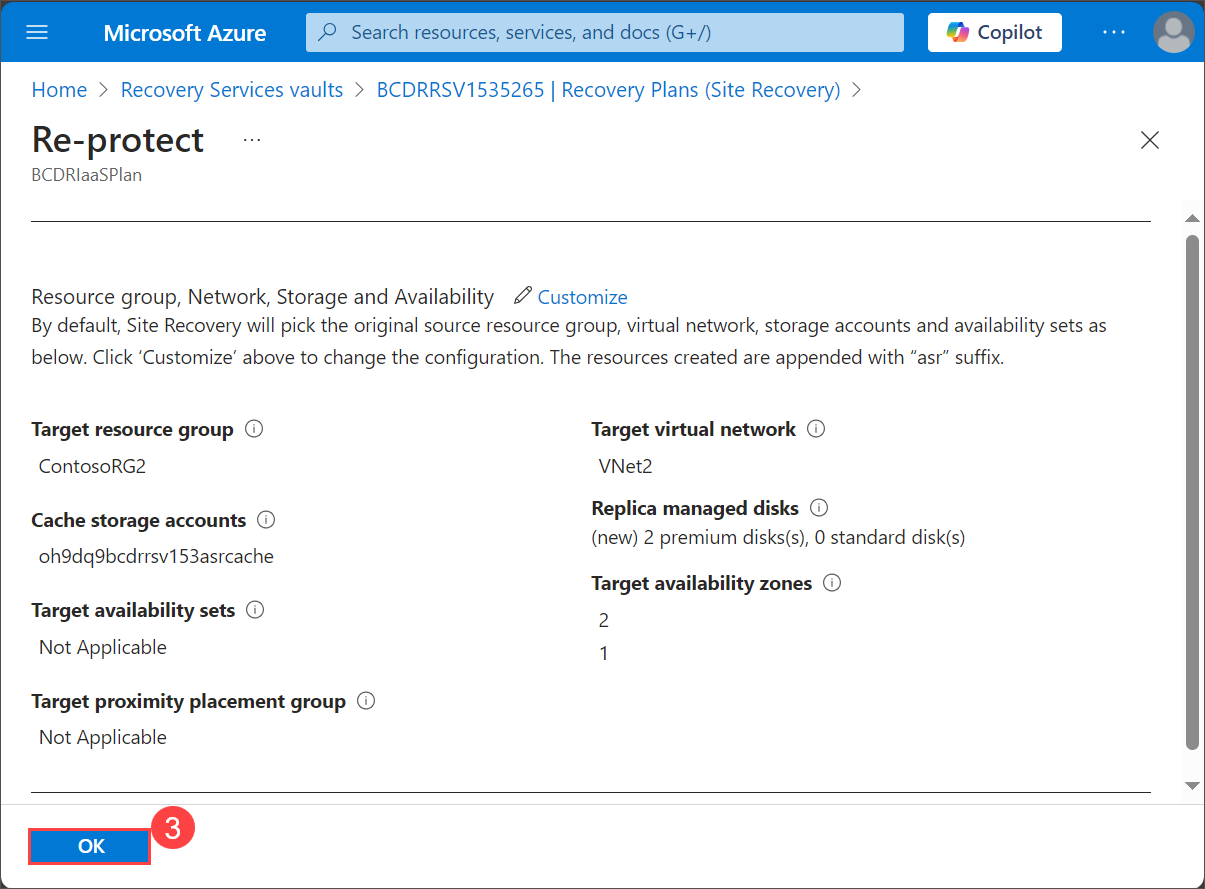 Microsoft Azure
Search resources, services, and docs (G+/)
Copilot
...
Home > Recovery Services vaults > BCDRRSV1535265 | Recovery Plans (Site Recovery) >
Re-protect ...
BCDRIaaSPlan
Resource group, Network, Storage and Availability Customize
By default, Site Recovery will pick the original source resource group, virtual network, storage accounts and availability sets as
below. Click ‘Customize’ above to change the configuration. The resources created are appended with “asr” suffix.
Target resource group
ContosoRG2
Cache storage accounts
oh9dq9bcdrrsv153asrcache
Target availability sets
Not Applicable
Target proximity placement group
Not Applicable
Target virtual network
VNet2
Replica managed disks
(new) 2 premium disks(s), 0 standard disk(s)
Target availability zones
2
1
OK
3